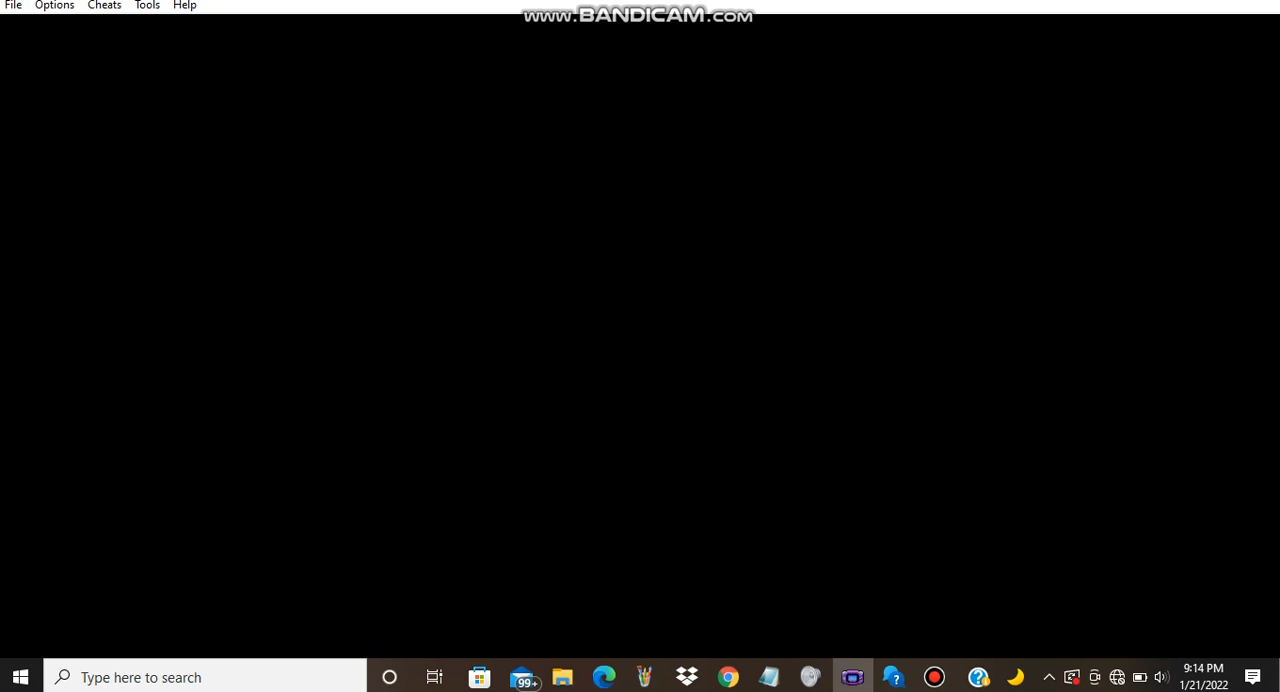 File Options Cheats Tools Help
www.BANDICAM.com
Type here to search
99+
9:14 PM
1/21/2022